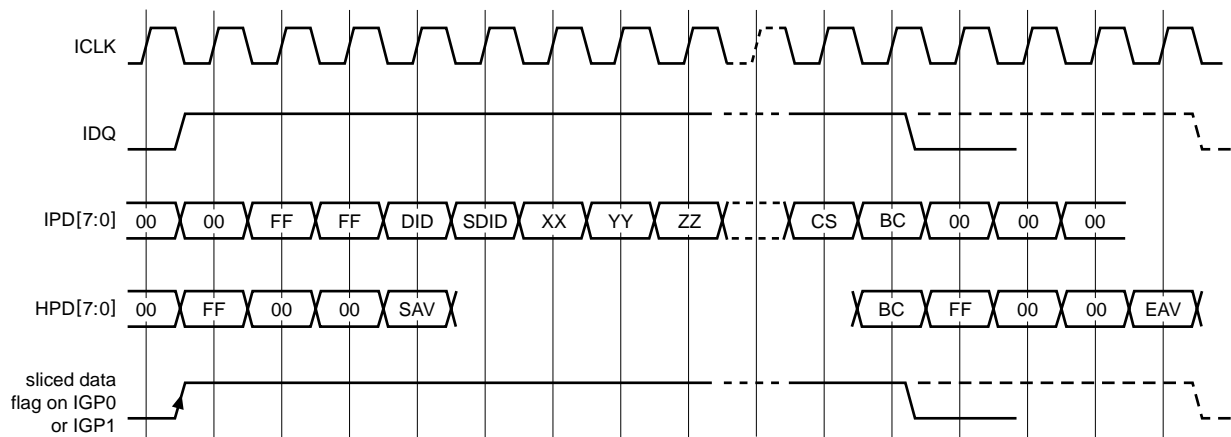 ICLK
IDQ
IPD[7:0] 00 00 FF FF DID SDID XX YY ZZ CS BC 00 00 00
HPD[7:0] 00 FF 00 00 SAV BC FF 00 00 EAV
sliced data
flag on IGP0
or IGP1